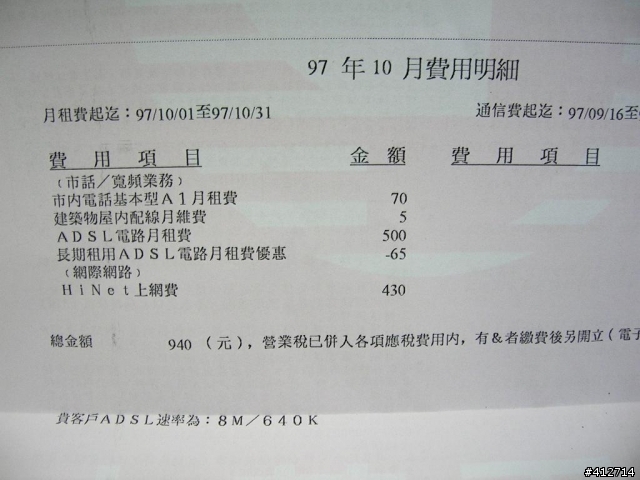 97 年 10 月費用明細
月租費起迄：97/10/01至97/10/31 通信費起迄：97/09/16至
費 用 項 目 金 額 費 用 項 目
（市話／寬頻業務）
市內電話基本型Ａ１月租費 70
建築物屋內配線月維費 5
ＡＤＳＬ電路月租費 500
長期租用ＡＤＳＬ電路月租費優惠 -65
（網際網路）
ＨｉＮｅｔ上網費 430
總金額 940（元），營業稅已併入各項應稅費用內，有＆者繳費後另開立（電子
貴客戶ＡＤＳＬ速率為：８Ｍ／６４０Ｋ
#412714